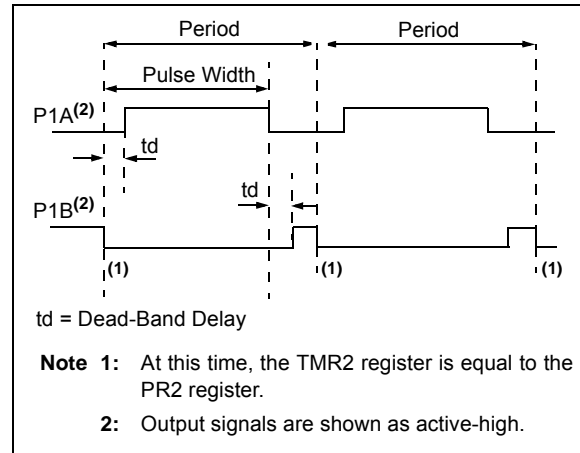 Period Period
Pulse Width
P1A(2)
td
td
P1B(2)
(1) (1) (1)
td = Dead-Band Delay
Note 1: At this time, the TMR2 register is equal to the
PR2 register.
2: Output signals are shown as active-high.